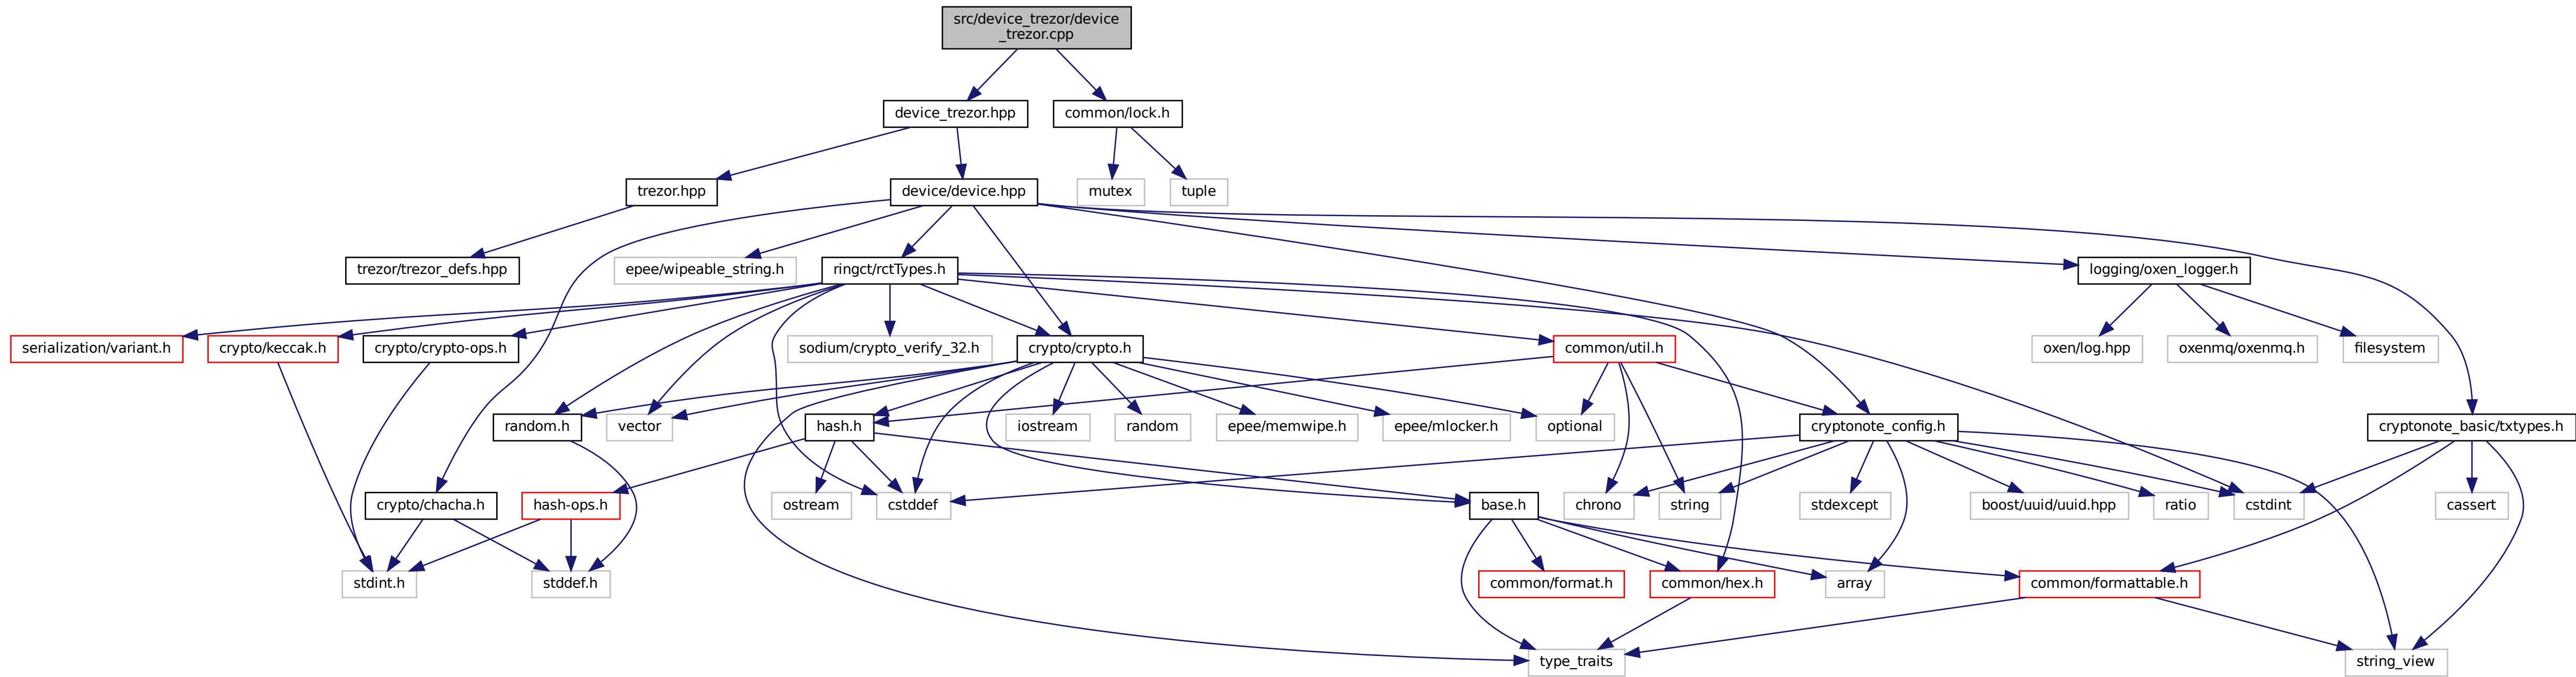 src/device_trezor/device
_trezor.cpp
device_trezor.hpp
common/lock.h
trezor.hpp
device/device.hpp
mutex
tuple
trezor/trezor_defs.hpp
epee/wipeable_string.h
ringct/rctTypes.h
logging/oxen_logger.h
serialization/variant.h
crypto/keccak.h
crypto/crypto-ops.h
sodium/crypto_verify_32.h
crypto/crypto.h
common/util.h
oxen/log.hpp
oxenmq/oxenmq.h
filesystem
random.h
vector
hash.h
iostream
random
epee/memwipe.h
epee/mlocker.h
optional
cryptonote_config.h
cryptonote_basic/txtypes.h
crypto/chacha.h
hash-ops.h
ostream
cstddef
base.h
chrono
string
stdexcept
boost/uuid/uuid.hpp
ratio
cstdint
cassert
stdint.h
stddef.h
common/format.h
common/hex.h
array
common/formattable.h
type_traits
string_view